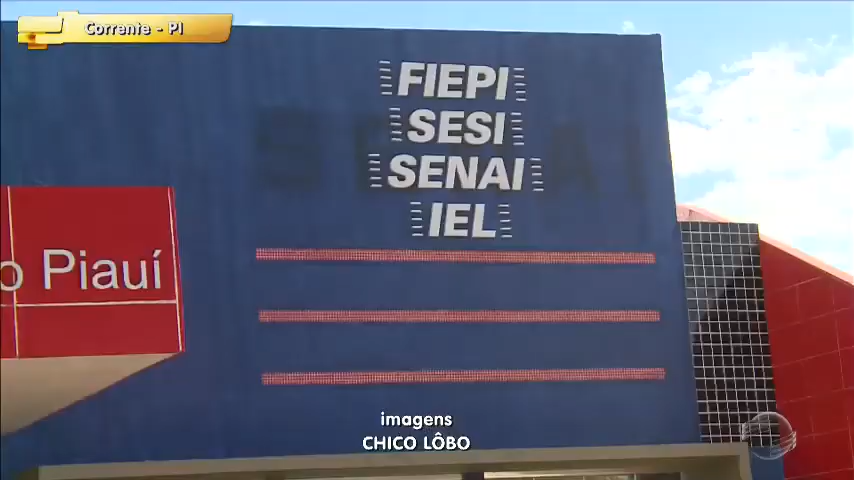 Corrente - PI
FIEPI
SESI
SENAI
IEL
o Piauí
imagens
CHICO LÔBO